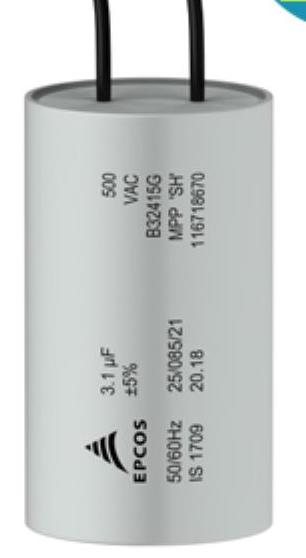 3.1 µF 500
±5% VAC
EPCOS
B32415G
50/60Hz 25/085/21 MPP 'SH'
IS 1709 20.18 116718670